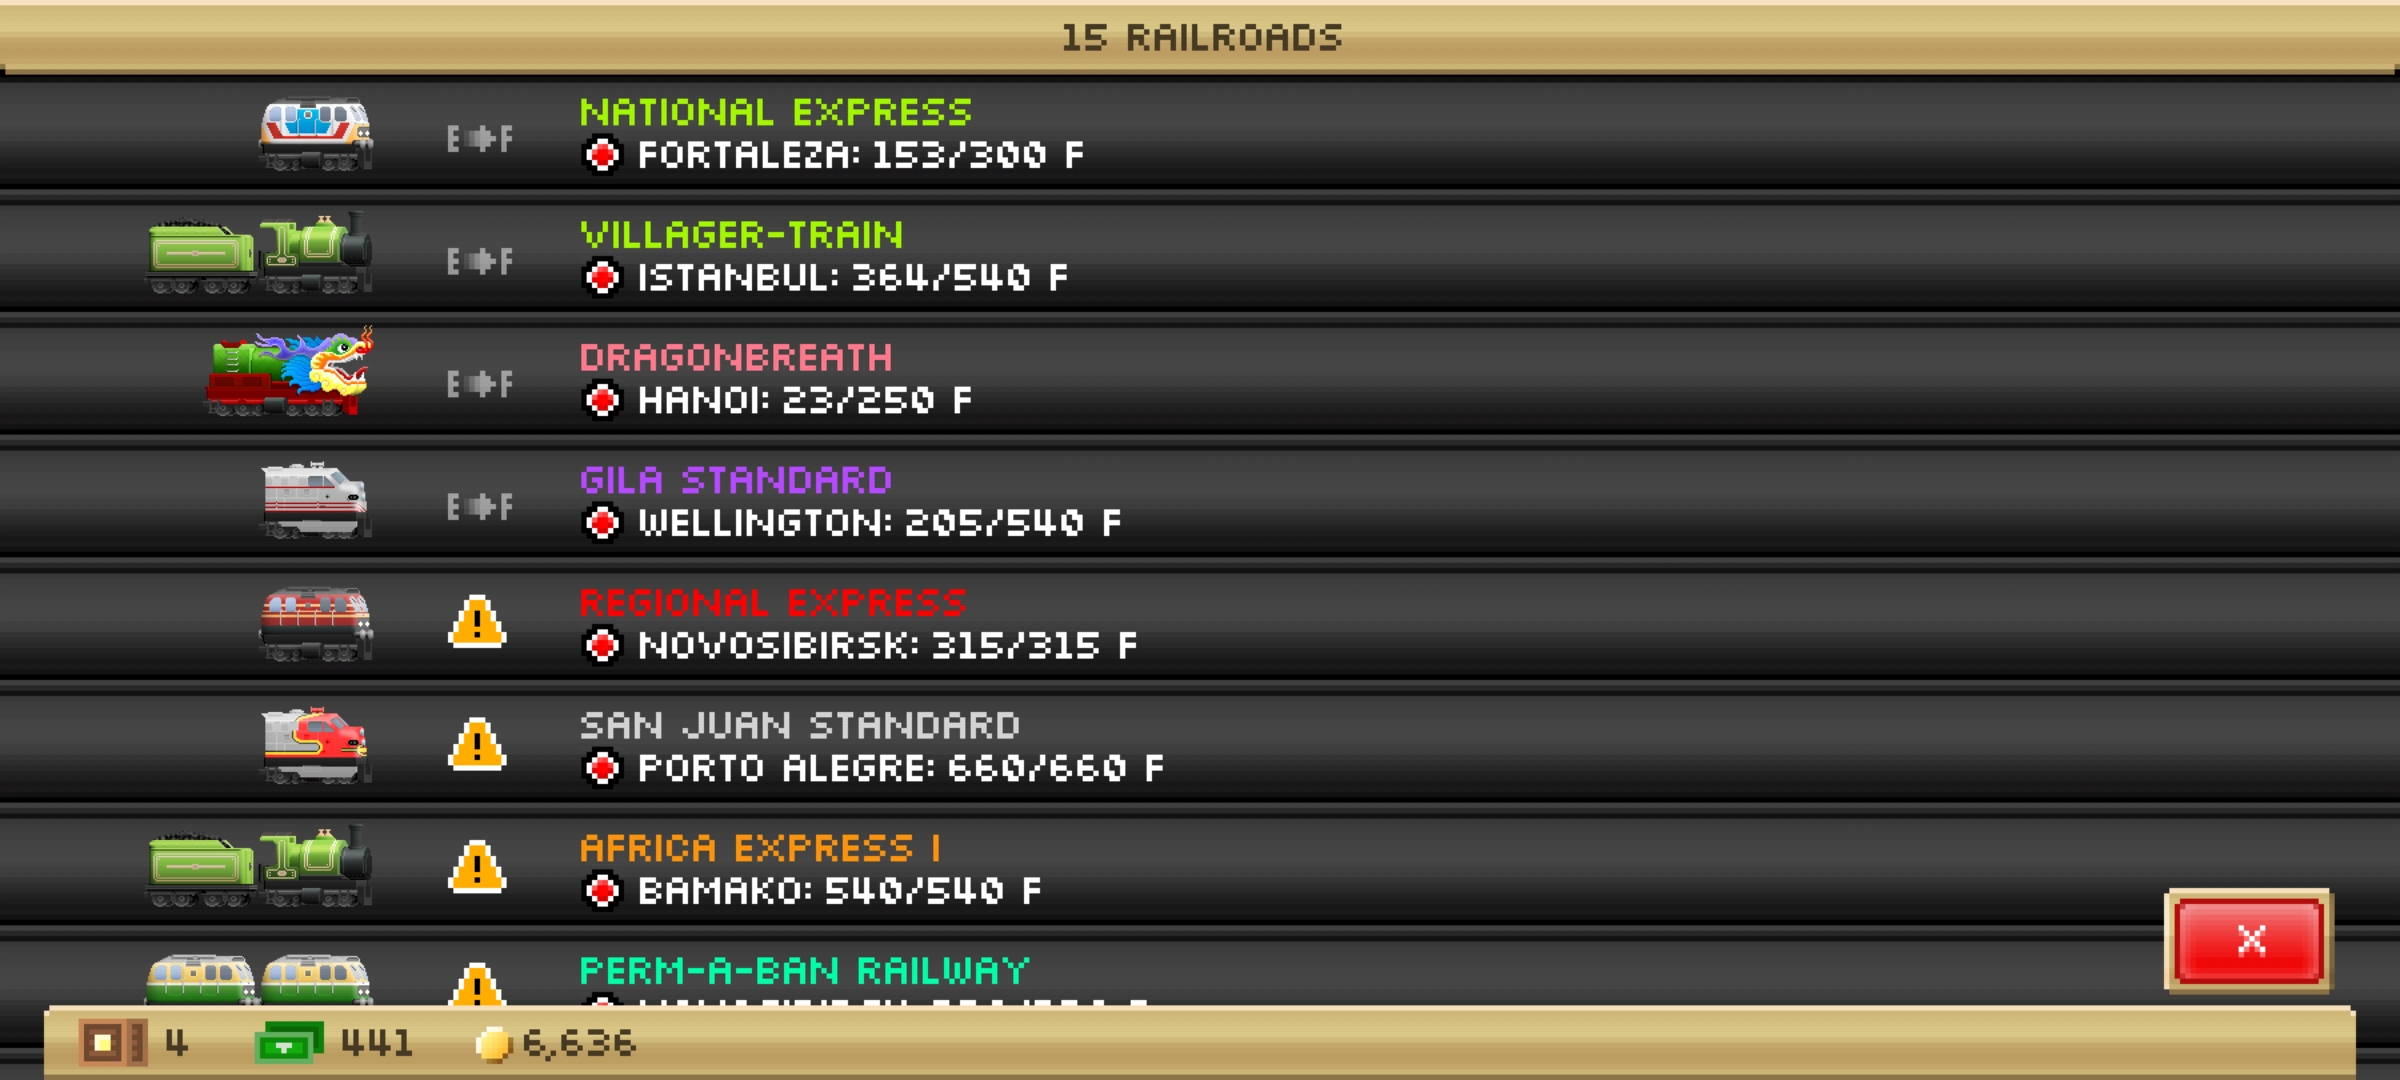 15 RAILROADS
NATIONAL EXPRESS
E F
FORTALEZA: 153/300 F
VILLAGER-TRAIN
E F
ISTANBUL: 364/540 F
DRAGONBREATH
E F
HANOI: 23/250 F
GILA STANDARD
E F
WELLINGTON: 205/540 F
REGIONAL EXPRESS
NOVOSIBIRSK: 315/315 F
SAN JUAN STANDARD
PORTO ALEGRE: 660/660 F
AFRICA EXPRESS I
BAMAKO: 540/540 F
PERM-A-BAN RAILWAY
4 441 6,636